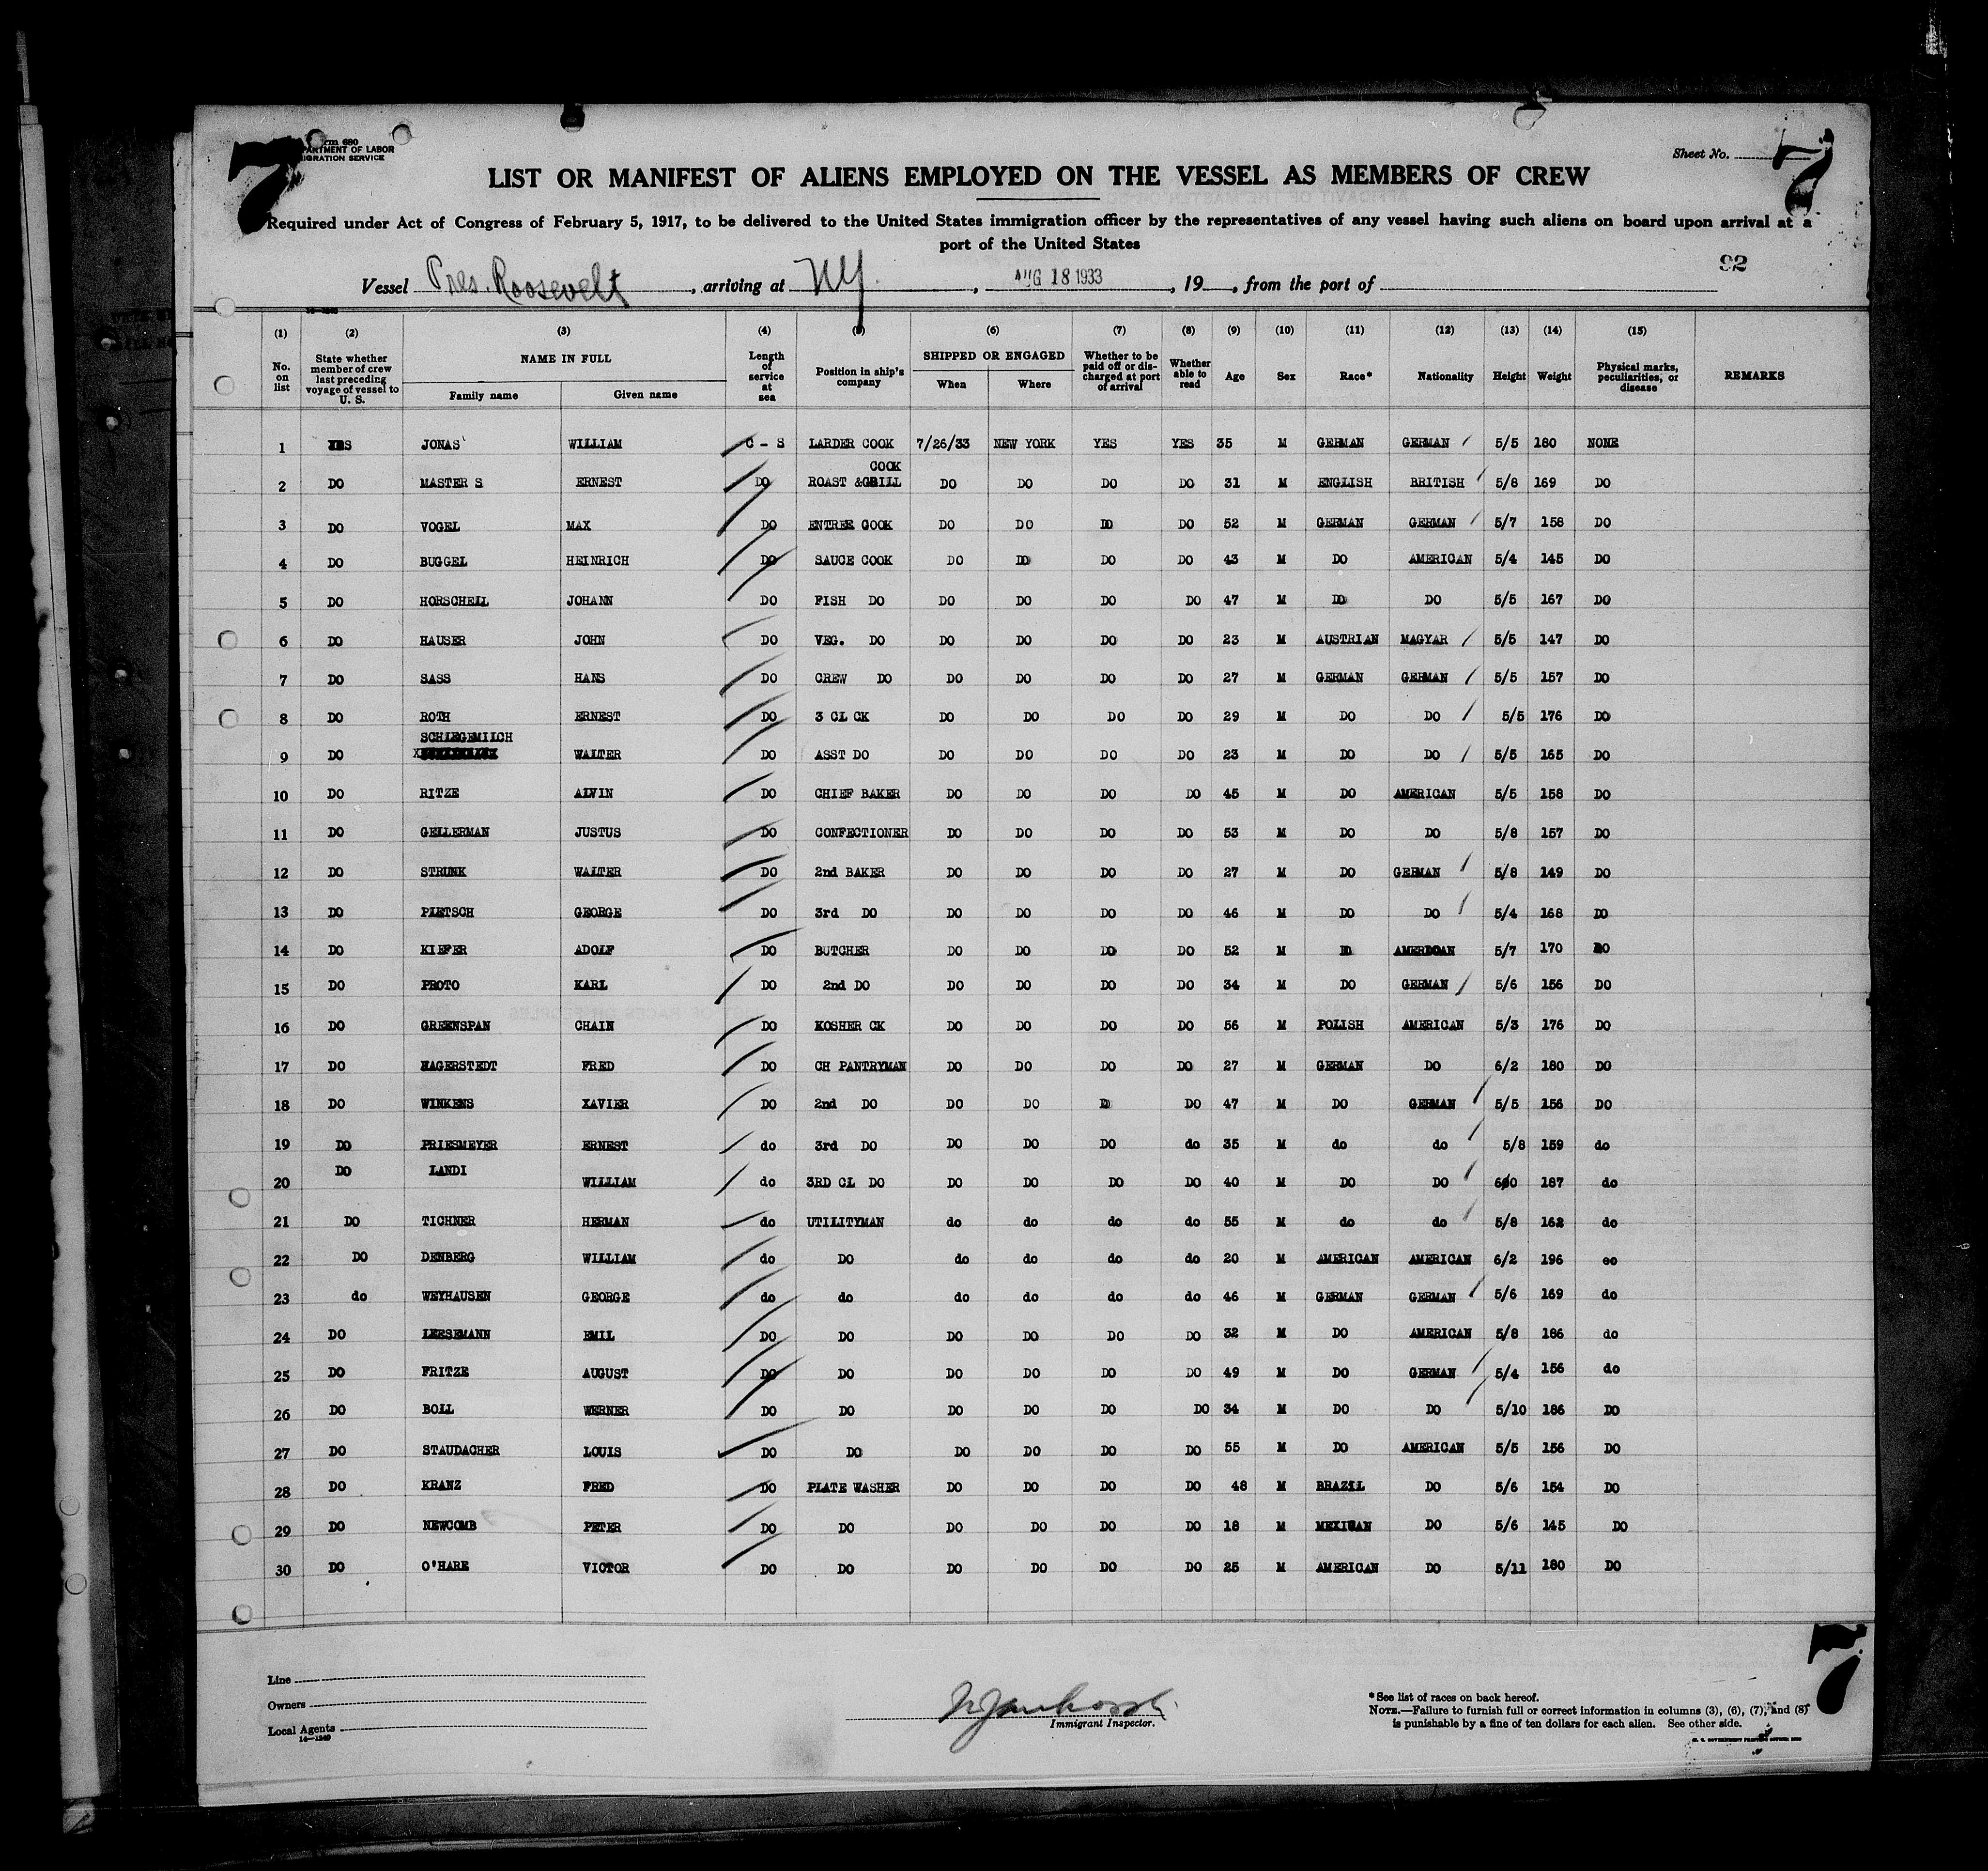 Form 680
DEPARTMENT OF LABOR
IMMIGRATION SERVICE
Sheet No. 7
7
LIST OR MANIFEST OF ALIENS EMPLOYED ON THE VESSEL AS MEMBERS OF CREW
Required under Act of Congress of February 5, 1917, to be delivered to the United States immigration officer by the representatives of any vessel having such aliens on board upon arrival at a
port of the United States
92
Vessel Pres. Roosevelt, arriving at NY., AUG 18 1933, 19__, from the port of
(1) (2) (3) (4) (5) (6) (7) (8) (9) (10) (11) (12) (13) (14) (15)
No. on list | State whether member of crew last preceding voyage of vessel to U. S. | NAME IN FULL Family name Given name | Length of service at sea | Position in ship's company | SHIPPED OR ENGAGED When Where | Whether to be paid off or discharged at port of arrival | Whether able to read | Age | Sex | Race* | Nationality | Height | Weight | Physical marks, peculiarities, or disease | REMARKS
1 YES JONAS WILLIAM C - S LARDER COOK 7/26/33 NEW YORK YES YES 35 M GERMAN GERMAN 5/5 180 NONE
2 DO MASTER S ERNEST DO ROAST &GRILL COOK DO DO DO DO 31 M ENGLISH BRITISH 5/8 169 DO
3 DO VOGEL MAX DO ENTREE COOK DO DO DO DO 52 M GERMAN GERMAN 5/7 158 DO
4 DO BUGGEL HEINRICH DO SAUCE COOK DO DO DO DO 43 M DO AMERICAN 5/4 145 DO
5 DO HORSCHELL JOHANN DO FISH DO DO DO DO DO 47 M DO DO 5/5 167 DO
6 DO HAUSER JOHN DO VEG. DO DO DO DO DO 23 M AUSTRIAN MAGYAR 5/5 147 DO
7 DO SASS HANS DO CREW DO DO DO DO DO 27 M GERMAN GERMAN 5/5 157 DO
8 DO ROTH ERNEST DO 3 CL CK DO DO DO DO 29 M DO DO 5/5 176 DO
9 DO SCHLEGEMILCH WALTER DO ASST DO DO DO DO DO 23 M DO DO 5/5 165 DO
10 DO RITZE ALVIN DO CHIEF BAKER DO DO DO DO 45 M DO AMERICAN 5/5 158 DO
11 DO GELLERMAN JUSTUS DO CONFECTIONER DO DO DO DO 53 M DO DO 5/8 157 DO
12 DO STRUNK WALTER DO 2nd BAKER DO DO DO DO 27 M DO GERMAN 5/8 149 DO
13 DO PIETSCH GEORGE DO 3rd DO DO DO DO DO 46 M DO DO 5/4 168 DO
14 DO KIEFER ADOLF DO BUTCHER DO DO DO DO 52 M DO AMERICAN 5/7 170 DO
15 DO PROTO KARL DO 2nd DO DO DO DO DO 34 M DO GERMAN 5/6 156 DO
16 DO GREENSPAN CHAIN DO KOSHER CK DO DO DO DO 56 M POLISH AMERICAN 5/3 176 DO
17 DO HAGERSTEDT FRED DO CH PANTRYMAN DO DO DO DO 27 M GERMAN DO 6/2 180 DO
18 DO WINKENS XAVIER DO 2nd DO DO DO D DO 47 M DO GERMAN 5/5 156 DO
19 DO PRIESMEYER ERNEST do 3rd DO DO DO DO do 35 M do do 5/8 159 do
20 DO LANDI WILLIAM do 3RD CL DO DO DO DO DO 40 M DO DO 6/0 187 do
21 DO TICHNER HERMAN do UTILITYMAN do do do do 55 M do do 5/8 162 do
22 DO DENBERG WILLIAM do DO do do do do 20 M AMERICAN AMERICAN 6/2 196 eo
23 do WEYHAUSEN GEORGE do do do do do do 46 M GERMAN GERMAN 5/6 169 do
24 DO LERSEMANN EMIL DO DO DO DO DO DO 32 M DO AMERICAN 5/8 186 do
25 DO FRITZE AUGUST DO DO DO DO DO DO 49 M DO GERMAN 5/4 156 do
26 DO BOLL WERNER DO DO DO DO DO DO 34 M DO DO 5/10 186 DO
27 DO STAUDACHER LOUIS DO DO DO DO DO DO 55 M DO AMERICAN 5/5 156 DO
28 DO KRANZ FRED DO PLATE WASHER DO DO DO DO 48 M BRAZIL DO 5/6 154 DO
29 DO NEWCOMB PETER DO DO DO DO DO DO 18 M MEXICAN DO 5/6 145 DO
30 DO O'HARE VICTOR DO DO DO DO DO DO 25 M AMERICAN DO 5/11 180 DO
7
Line
Owners
Local Agents
14—1240
Immigrant Inspector.
*See list of races on back hereof.
NOTE.—Failure to furnish full or correct information in columns (3), (6), (7), and (8)
is punishable by a fine of ten dollars for each alien. See other side.